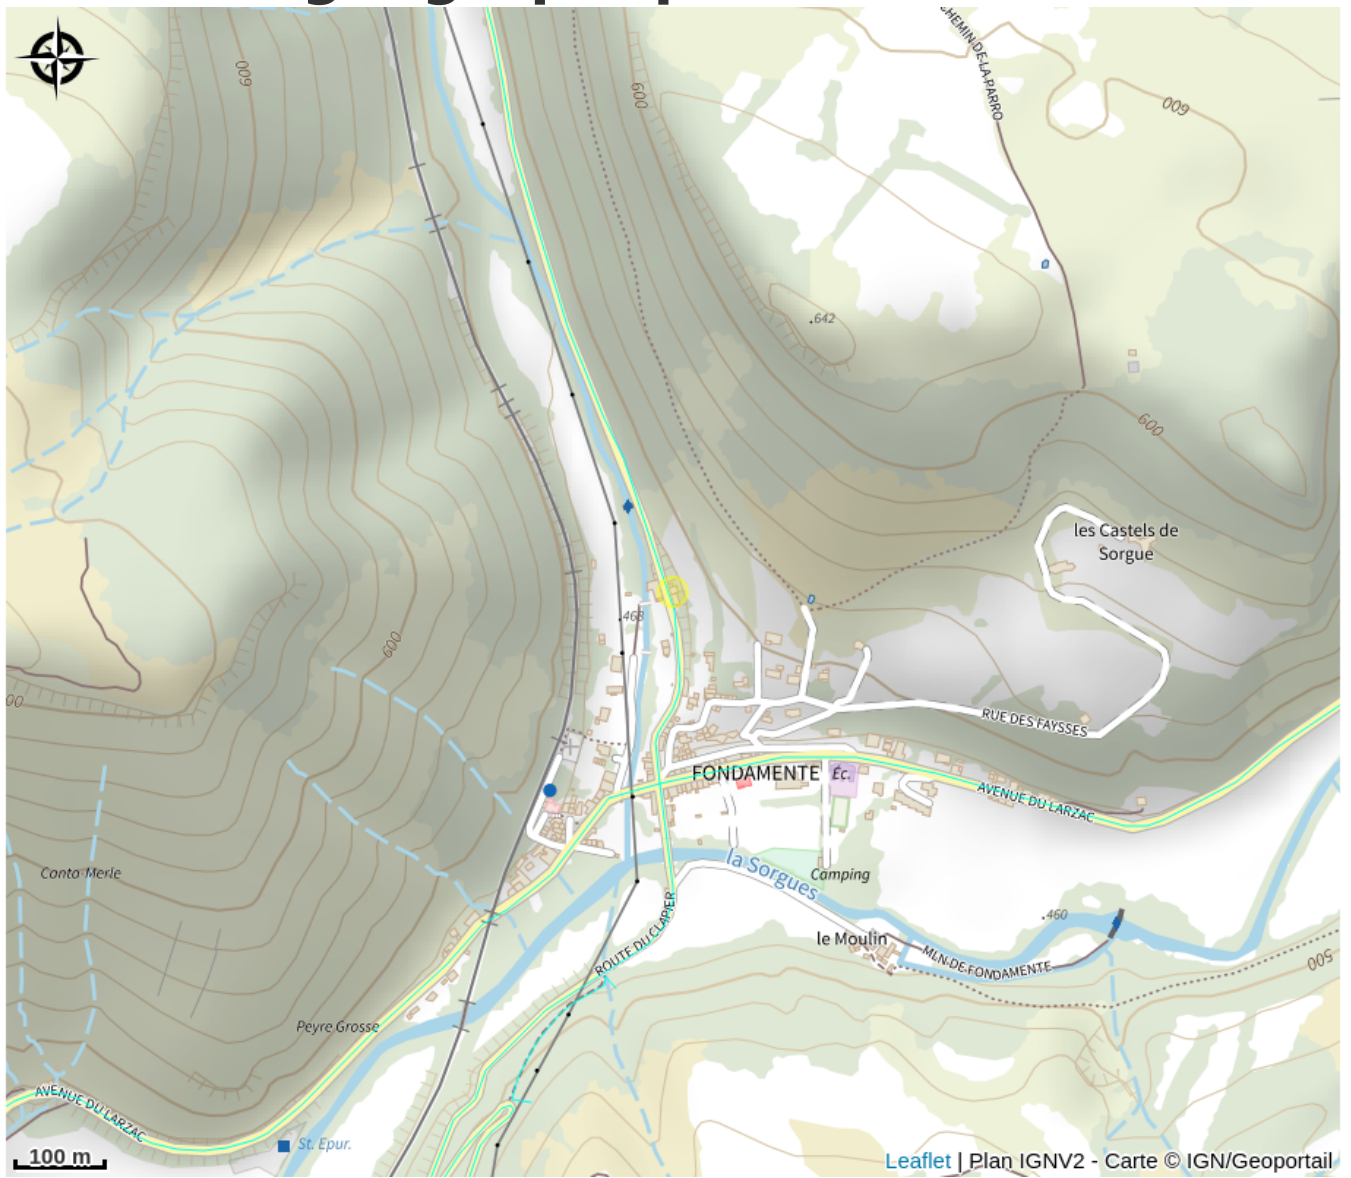 CHEMIN-DE-LA-PARRO
600
600
600
.642
600
les Castels de
Sorgue
.468
600
00
RUE DES FAYSSES
FONDAMENTE
Éc.
AVENUE DU LARZAC
la Sorgues
Camping
Canto Merle
.460
ROUTE DU CLAPIER
le Moulin
MLN-DE-FONDAMENTE
500
Peyre Grosse
AVENUE DU LARZAC
St. Epur.
100 m
Leaflet | Plan IGNV2 - Carte © IGN/Geoportail